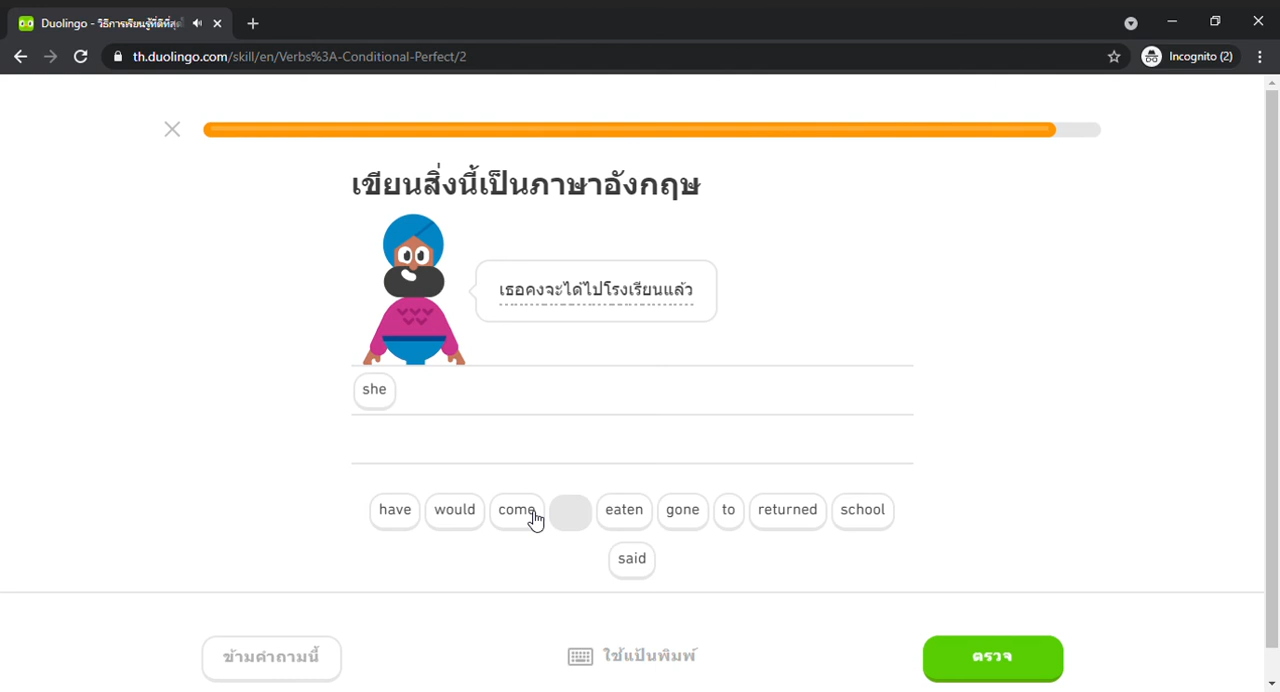 Duolingo - วิธีการเรียนรู้ที่ดีที่สุดใ
th.duolingo.com/skill/en/Verbs%3A-Conditional-Perfect/2
Incognito (2)
เขียนสิ่งนี้เป็นภาษาอังกฤษ
เธอคงจะได้ไปโรงเรียนแล้ว
she
have would come eaten gone to returned school
said
ข้ามคำถามนี้ ใช้แป้นพิมพ์ ตรวจ